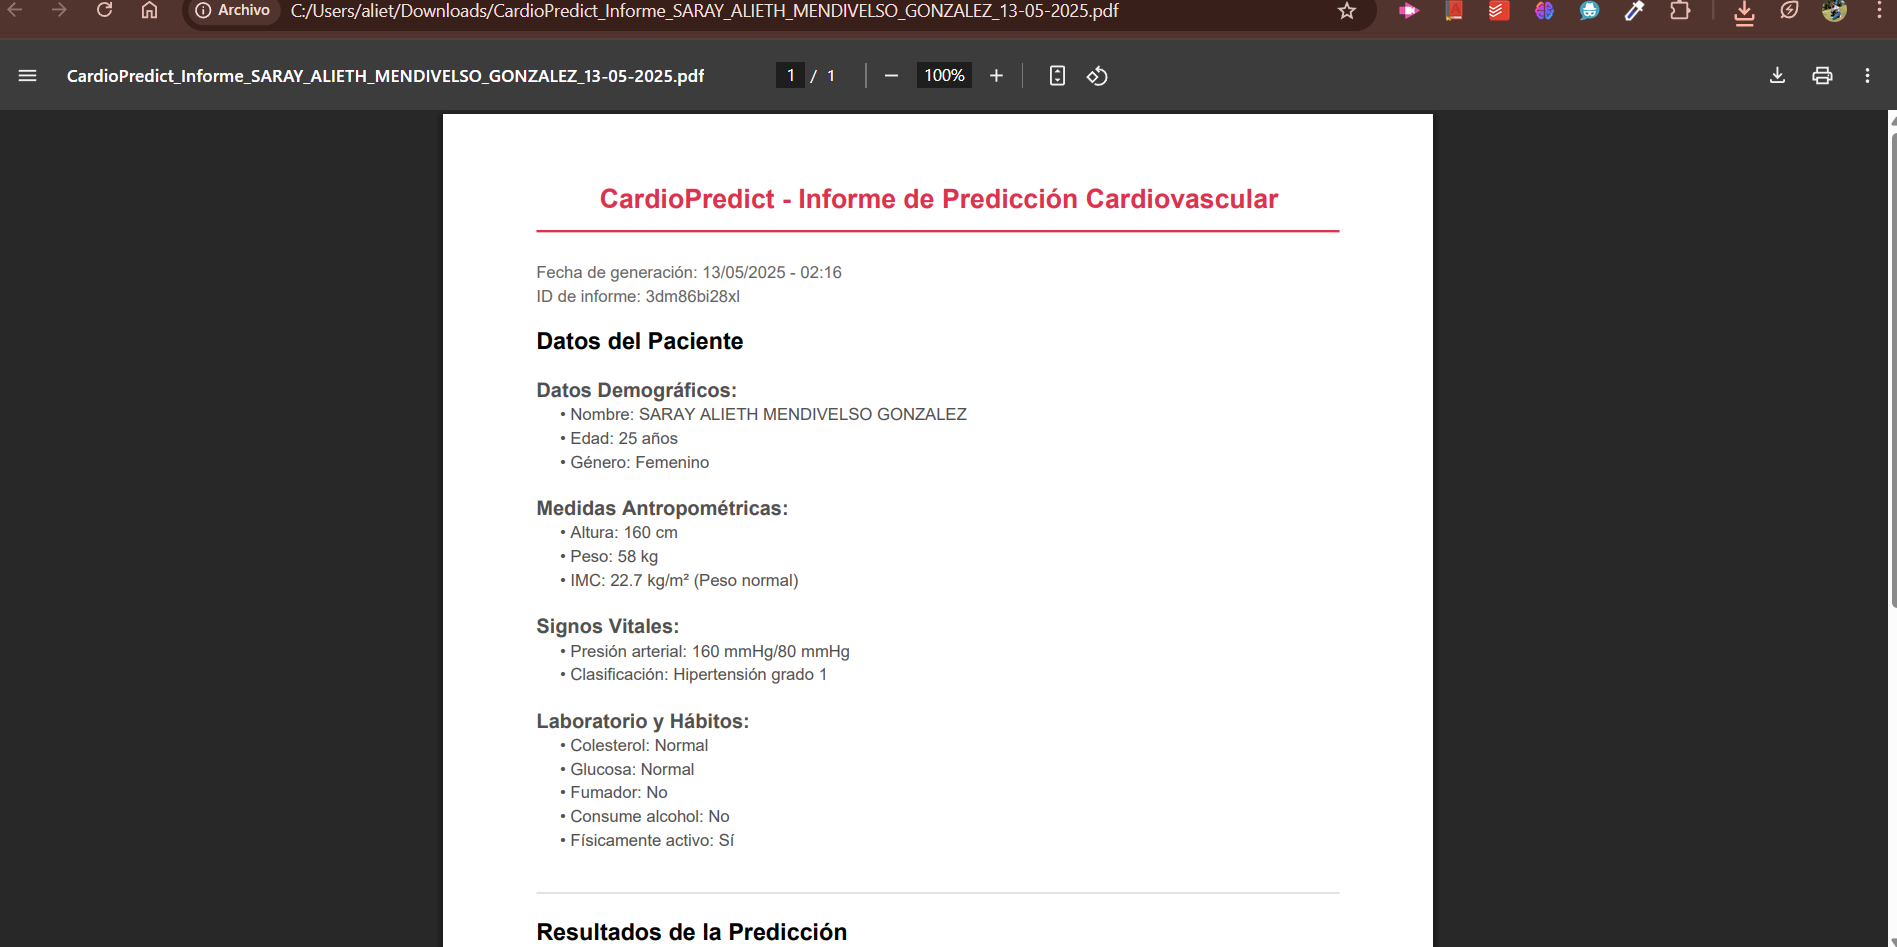 Archivo
C:/Users/aliet/Downloads/CardioPredict_Informe_SARAY_ALIETH_MENDIVELSO_GONZALEZ_13-05-2025.pdf
CardioPredict_Informe_SARAY_ALIETH_MENDIVELSO_GONZALEZ_13-05-2025.pdf
1 / 1
100%
CardioPredict - Informe de Predicción Cardiovascular
Fecha de generación: 13/05/2025 - 02:16
ID de informe: 3dm86bi28xl
Datos del Paciente
Datos Demográficos:
• Nombre: SARAY ALIETH MENDIVELSO GONZALEZ
• Edad: 25 años
• Género: Femenino
Medidas Antropométricas:
• Altura: 160 cm
• Peso: 58 kg
• IMC: 22.7 kg/m² (Peso normal)
Signos Vitales:
• Presión arterial: 160 mmHg/80 mmHg
• Clasificación: Hipertensión grado 1
Laboratorio y Hábitos:
• Colesterol: Normal
• Glucosa: Normal
• Fumador: No
• Consume alcohol: No
• Físicamente activo: Sí
Resultados de la Predicción